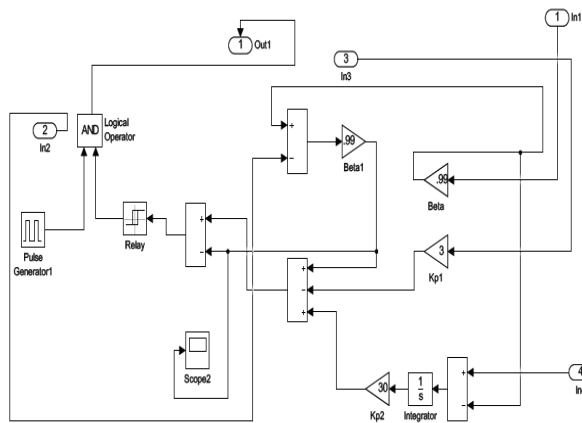 1
In1
1
Out1
3
In3
2
In2
AND
Logical
Operator
+
−
.99
Beta1
.99
Beta
Pulse
Generator1
Relay
+
−
+
−
+
3
Kp1
Scope2
30
Kp2
1
s
Integrator
+
−
4